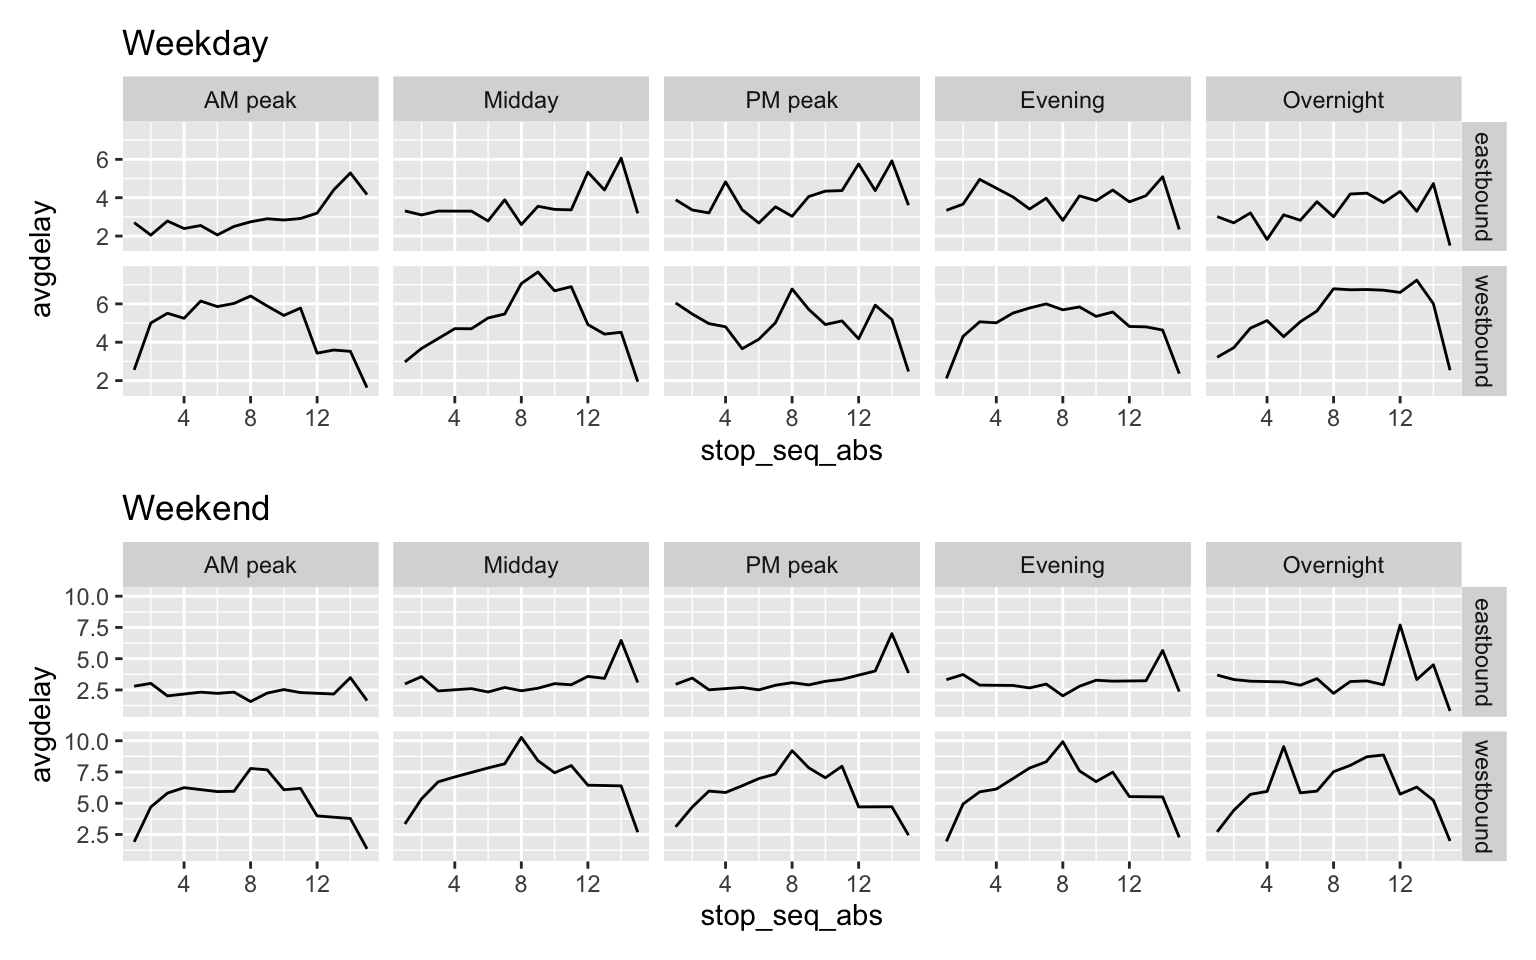 Weekday
AM peak Midday PM peak Evening Overnight
6
4
2
eastbound
avgdelay
6
4
2
westbound
4 8 12 4 8 12 4 8 12 4 8 12 4 8 12
stop_seq_abs
Weekend
AM peak Midday PM peak Evening Overnight
10.0
7.5
5.0
2.5
eastbound
avgdelay
10.0
7.5
5.0
2.5
westbound
4 8 12 4 8 12 4 8 12 4 8 12 4 8 12
stop_seq_abs